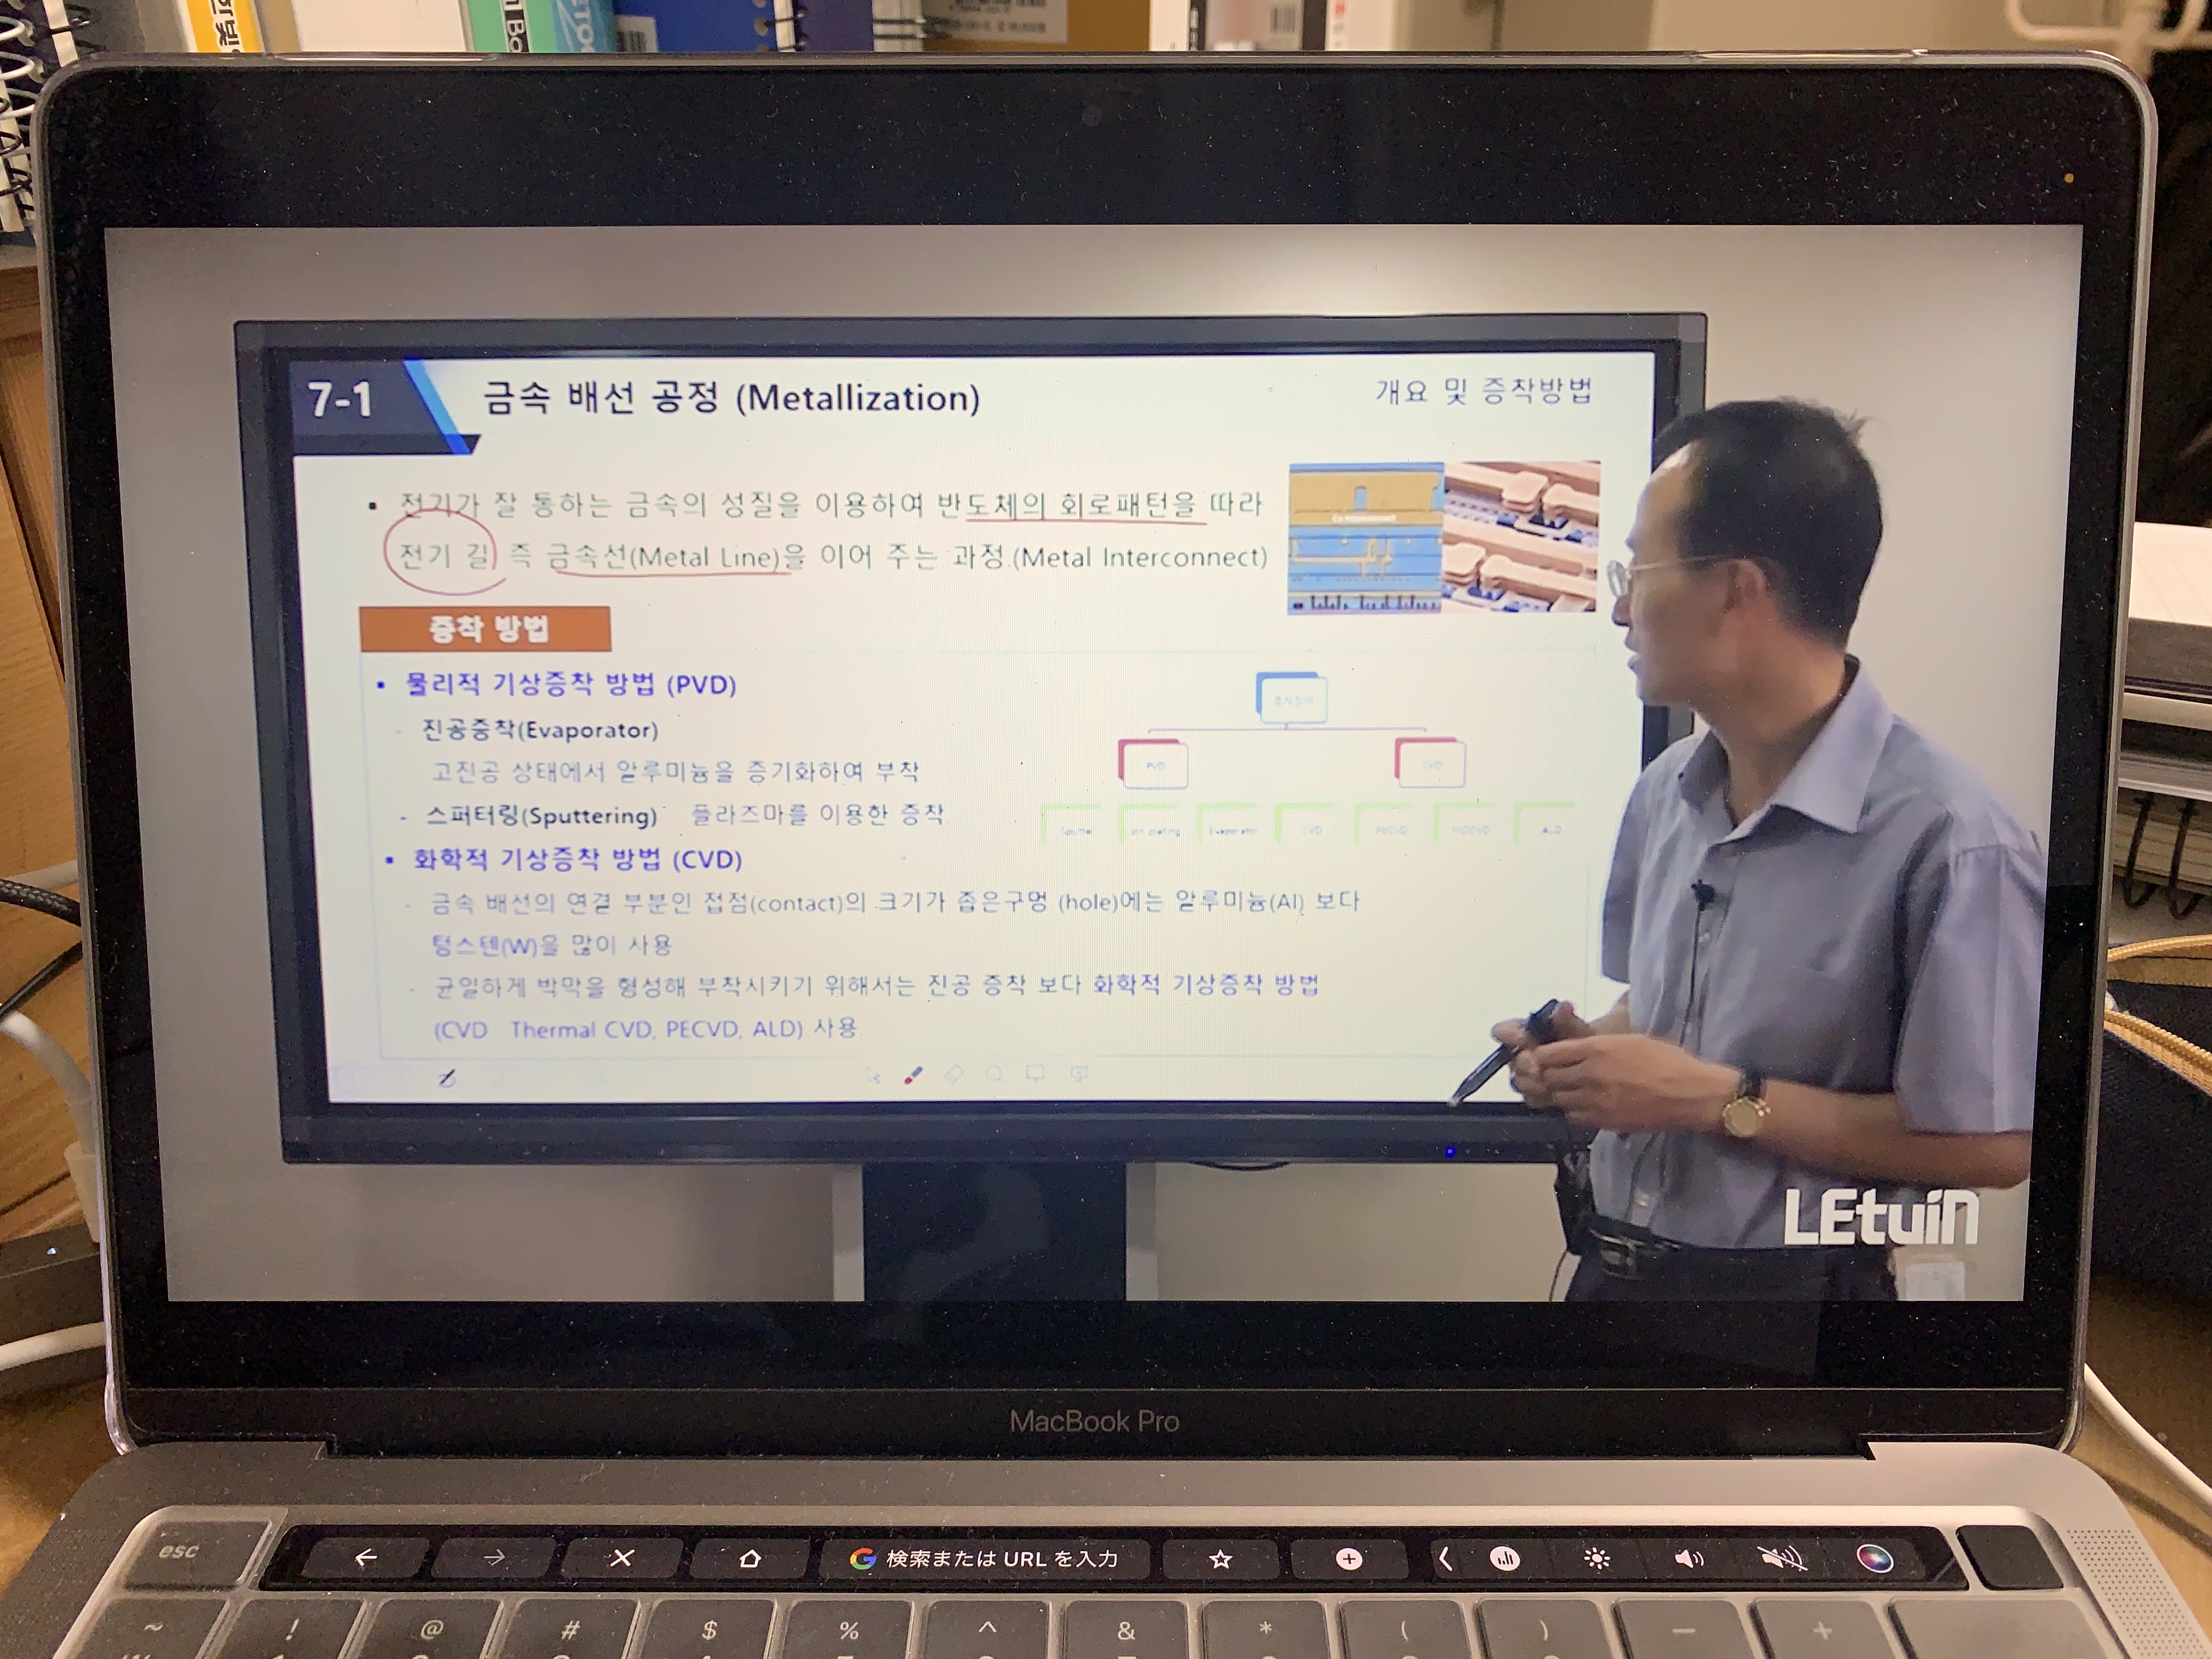 7-1
금속 배선 공정 (Metallization)
개요 및 증착방법
▪ 전기가 잘 통하는 금속의 성질을 이용하여 반도체의 회로패턴을 따라
전기 길 즉 금속선(Metal Line)을 이어 주는 과정.(Metal Interconnect)
증착 방법
▪ 물리적 기상증착 방법 (PVD)
- 진공증착(Evaporator)
고진공 상태에서 알루미늄을 증기화하여 부착
- 스퍼터링(Sputtering) 플라즈마를 이용한 증착.
▪ 화학적 기상증착 방법 (CVD)
- 금속 배선의 연결 부분인 접점(contact)의 크기가 좁은구멍 (hole)에는 알루미늄(Al) 보다
텅스텐(W)을 많이 사용
- 균일하게 박막을 형성해 부착시키기 위해서는 진공 증착 보다 화학적 기상증착 방법
(CVD Thermal CVD, PECVD, ALD) 사용.
PVD
CVD
Sputter Ion plating Evaporator CVD PECVD MOCVD ALD
LEtuiN
MacBook Pro
esc
検索または URL を入力
~ ! @ # $ % ^ & * ( ) — +